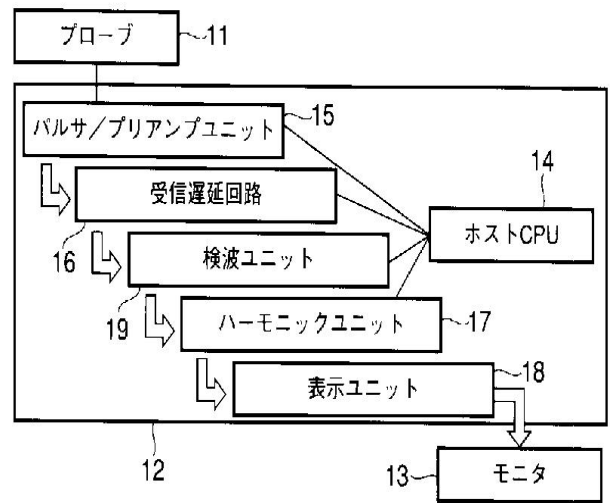 プローブ
11
パルサ／プリアンプユニット
15
受信遅延回路
14
16
ホストCPU
検波ユニット
19
ハーモニックユニット
17
表示ユニット
18
12
13
モニタ